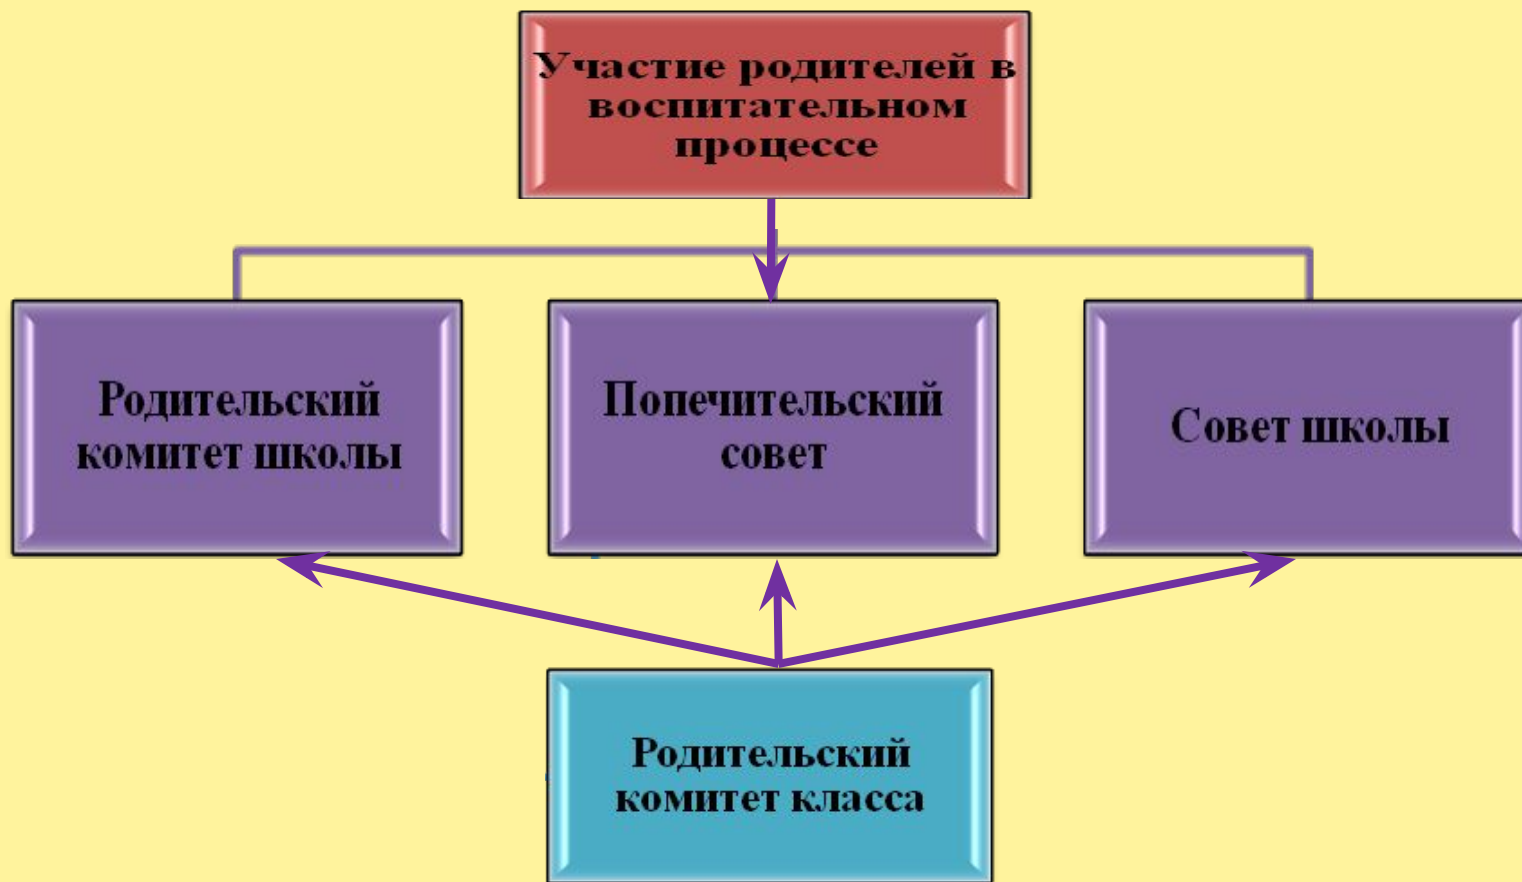 Участие родителей в
воспитательном
процессе
Родительский
комитет школы
Попечительский
совет
Совет школы
Родительский
комитет класса